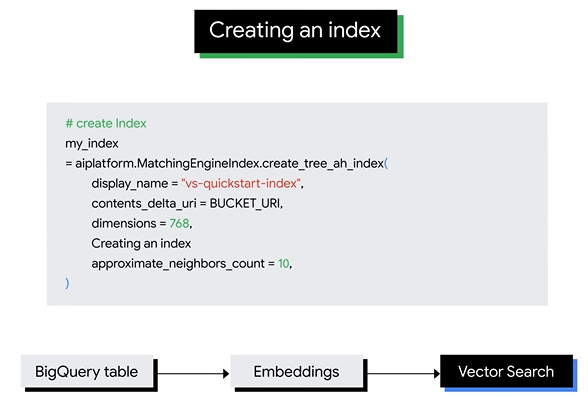 Creating an index
# create Index
my_index
= aiplatform.MatchingEngineIndex.create_tree_ah_index(
display_name = "vs-quickstart-index",
contents_delta_uri = BUCKET_URI,
dimensions = 768,
Creating an index
approximate_neighbors_count = 10,
)
BigQuery table
Embeddings
Vector Search